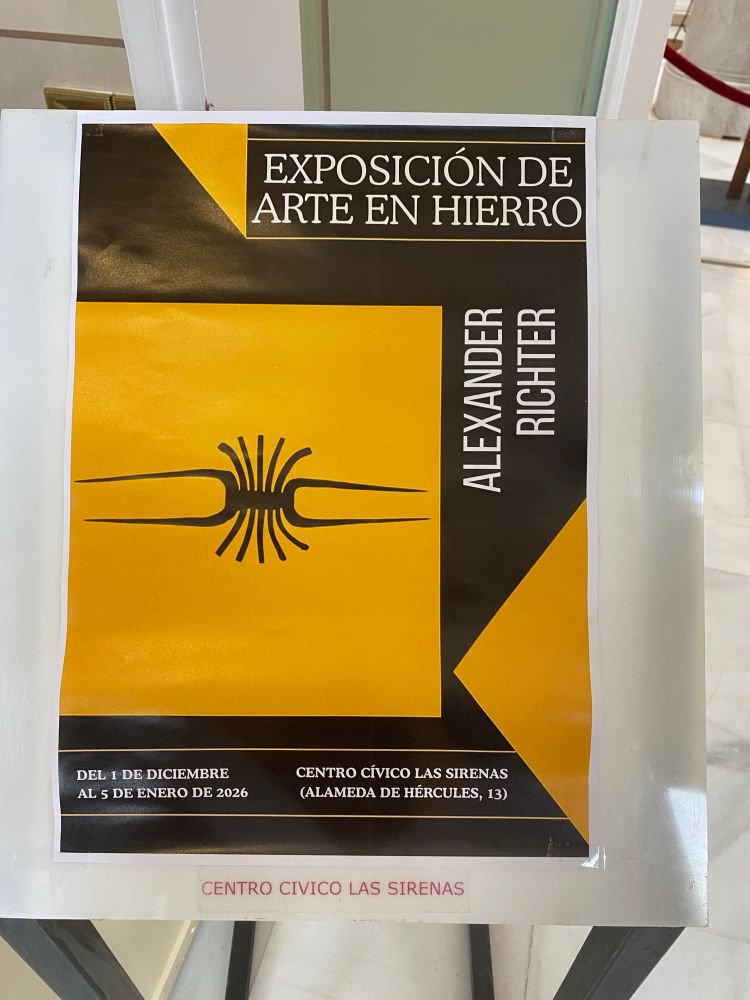 EXPOSICIÓN DE
ARTE EN HIERRO
ALEXANDER
RICHTER
DEL 1 DE DICIEMBRE
AL 5 DE ENERO DE 2026
CENTRO CÍVICO LAS SIRENAS
(ALAMEDA DE HÉRCULES, 13)
CENTRO CIVICO LAS SIRENAS